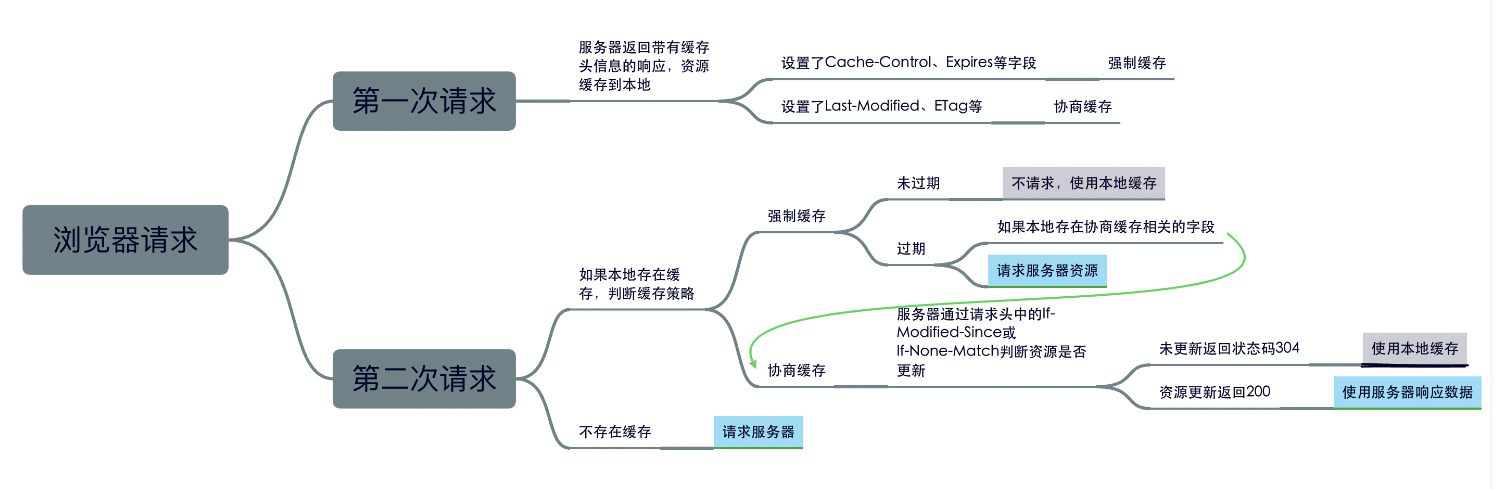 浏览器请求
第一次请求
服务器返回带有缓存
头信息的响应，资源
缓存到本地
设置了Cache-Control、Expires等字段
强制缓存
设置了Last-Modified、ETag等
协商缓存
第二次请求
如果本地存在缓
存，判断缓存策略
强制缓存
未过期
不请求，使用本地缓存
过期
如果本地存在协商缓存相关的字段
请求服务器资源
协商缓存
服务器通过请求头中的If-
Modified-Since或
If-None-Match判断资源是否
更新
未更新返回状态码304
使用本地缓存
资源更新返回200
使用服务器响应数据
不存在缓存
请求服务器